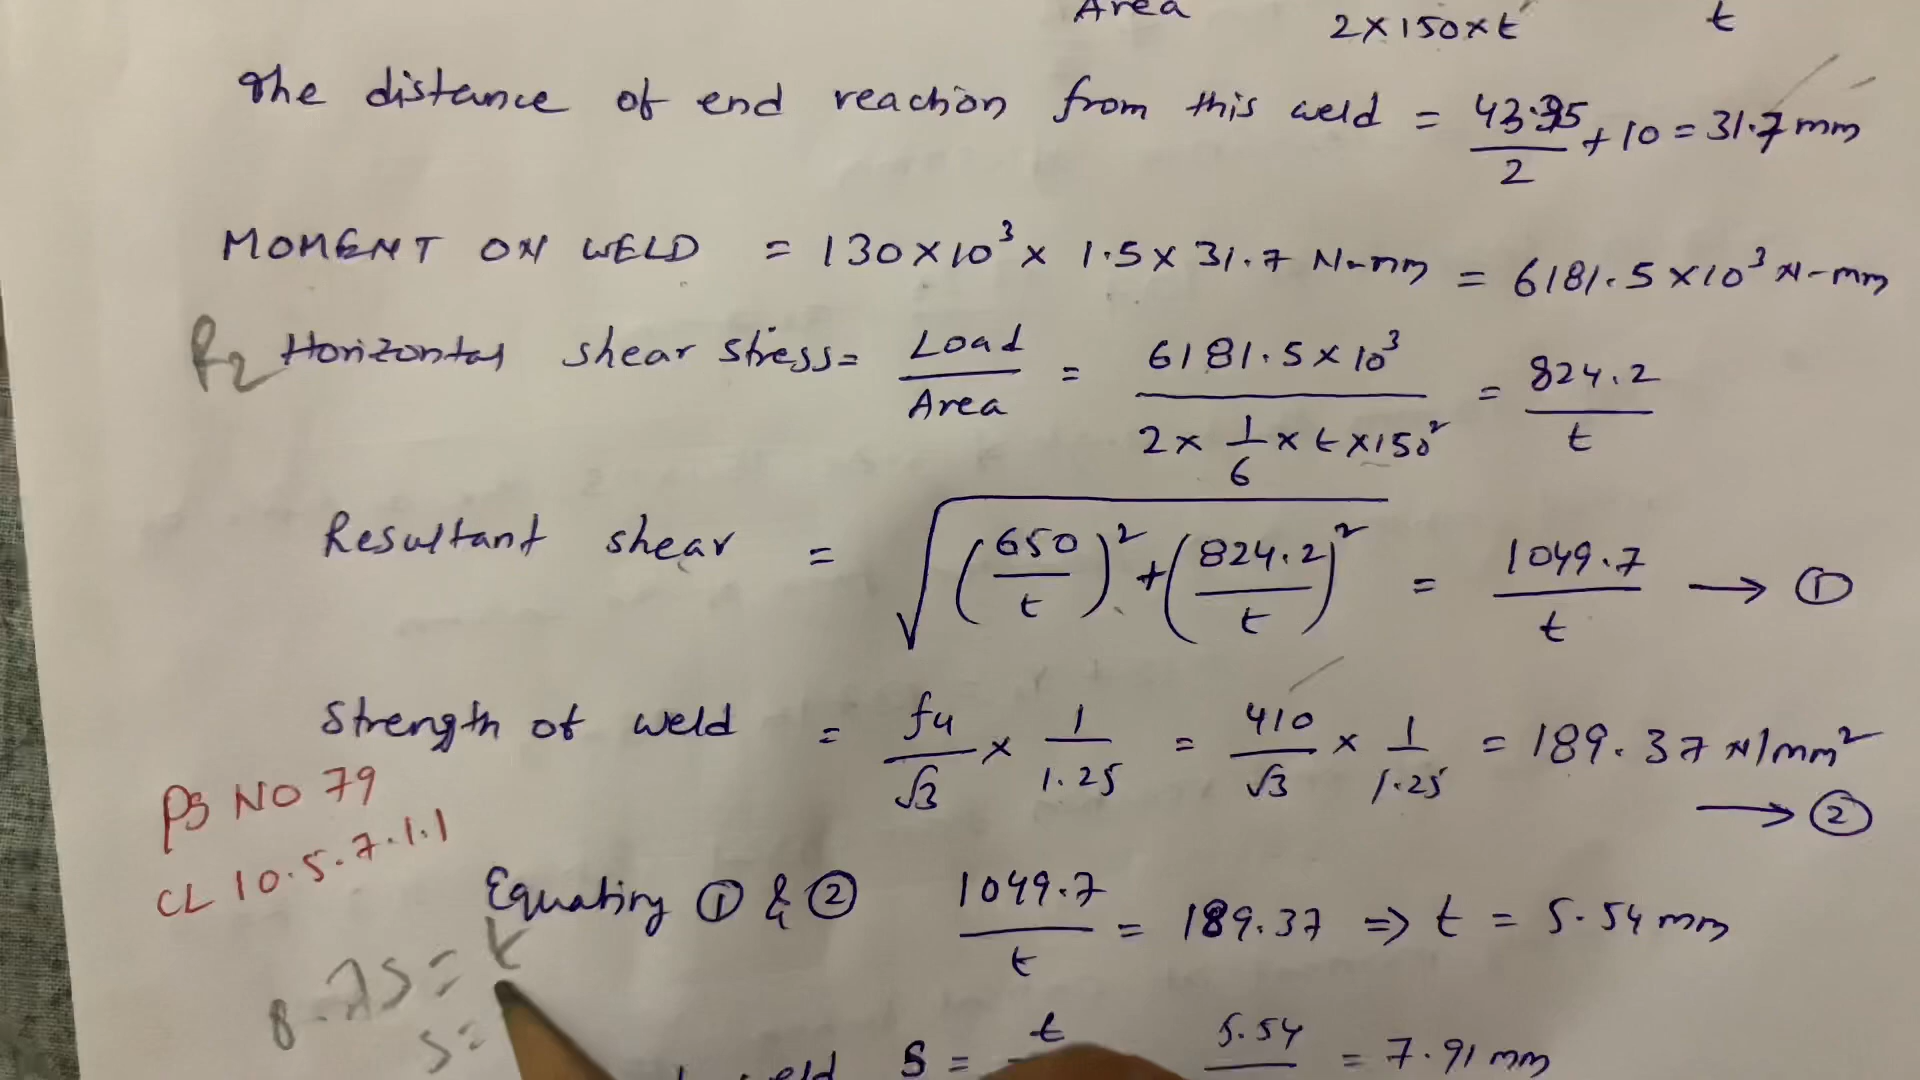 Area 2×150×t t
The distance of end reaction from this weld = 43.35/2 + 10 = 31.7 mm
MOMENT ON WELD = 130×10³ × 1.5 × 31.7 N-mm = 6181.5 ×10³ N-mm
f2 Horizontal shear stress = Load/Area = 6181.5×10³ / 2× 1/6 × t ×150² = 824.2/t
Resultant shear = √(650/t)² + (824.2/t)² = 1049.7/t → ①
Strength of weld = fu/√3 × 1/1.25 = 410/√3 × 1/1.25 = 189.37 N/mm²
→ ②
PG NO 79
CL 10.5.7.1.1
Equating ① & ② 1049.7/t = 189.37 ⇒ t = 5.54 mm
0.7S = t
S =
weld S = t 5.54 = 7.91 mm